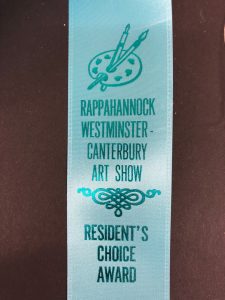 RAPPAHANNOCK
WESTMINSTER-
CANTERBURY
ART SHOW
RESIDENT'S
CHOICE
AWARD